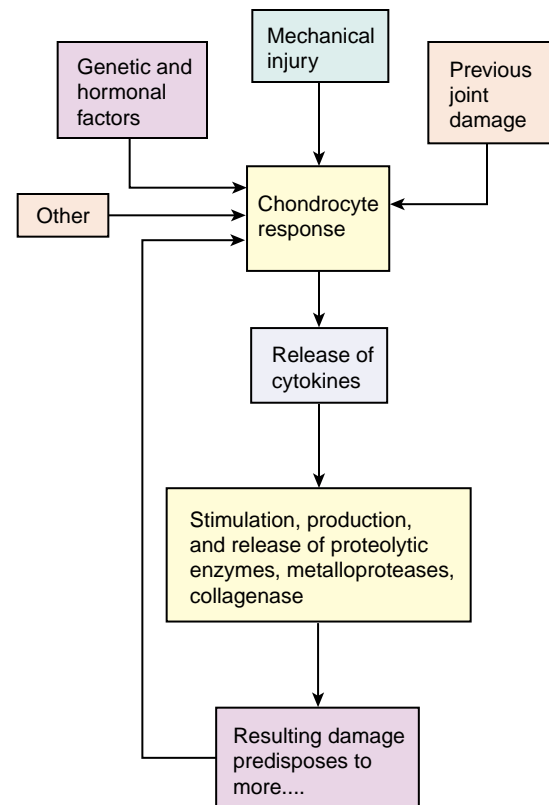 Genetic and
hormonal
factors
Mechanical
injury
Previous
joint
damage
Other
Chondrocyte
response
Release of
cytokines
Stimulation, production,
and release of proteolytic
enzymes, metalloproteases,
collagenase
Resulting damage
predisposes to
more....